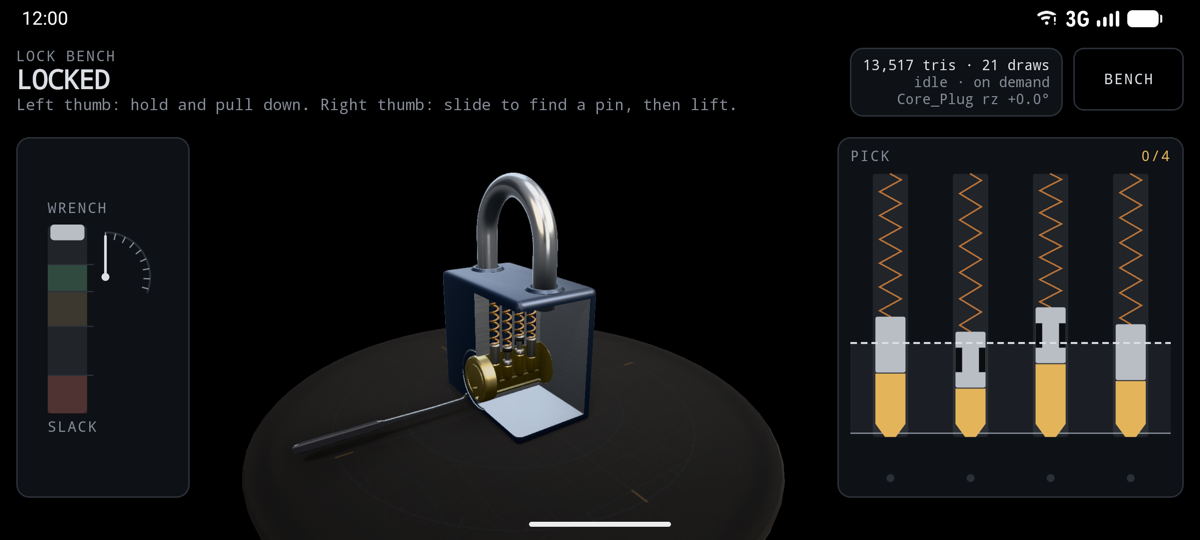 12:00
3G
LOCK BENCH
LOCKED
Left thumb: hold and pull down. Right thumb: slide to find a pin, then lift.
13,517 tris · 21 draws
idle · on demand
Core_Plug rz +0.0°
BENCH
WRENCH
SLACK
PICK
0/4